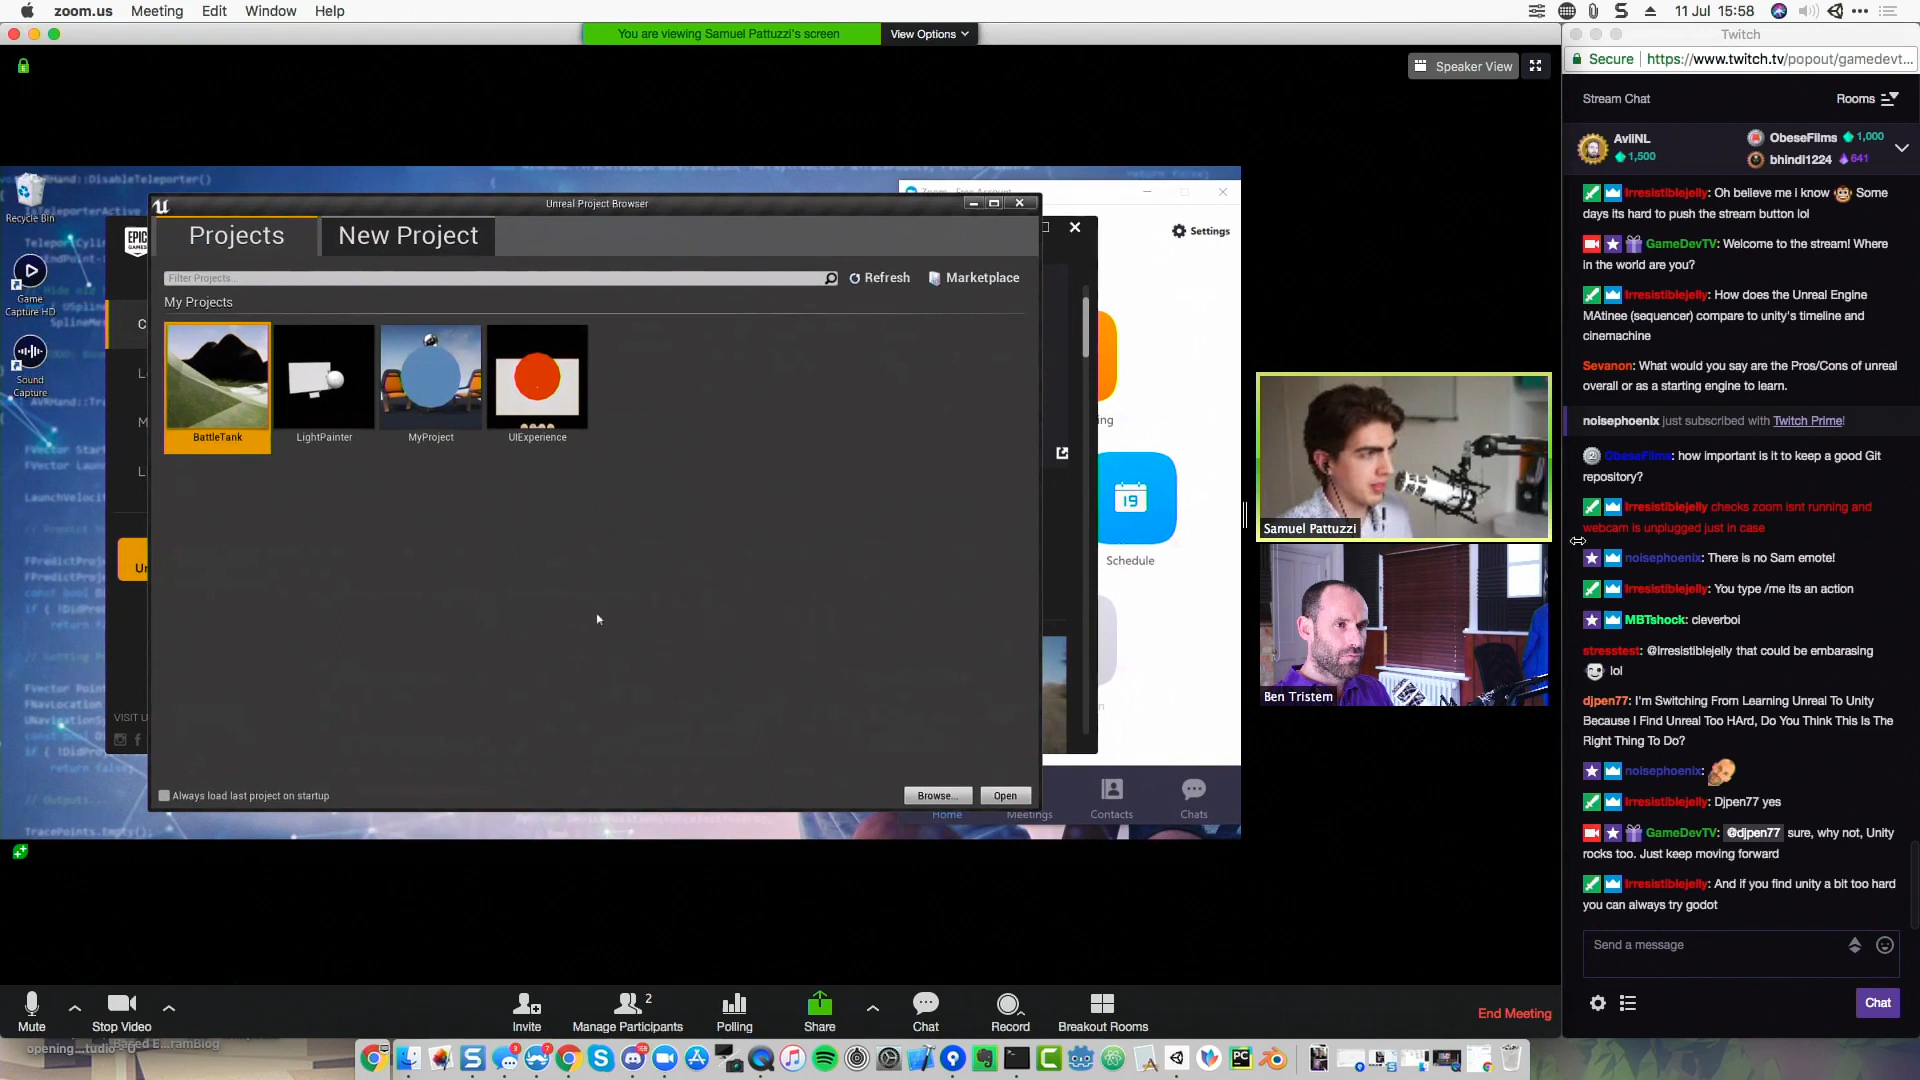 zoom.us Meeting Edit Window Help
11 Jul 15:58
You are viewing Samuel Pattuzzi's screen
View Options
Speaker View
Recycle Bin
Game
Capture HD
Sound
Capture
EPIC
GAMES
VISIT U
Unreal Project Browser
Projects
New Project
Filter Projects...
Refresh
Marketplace
My Projects
BattleTank
LightPainter
MyProject
UIExperience
Always load last project on startup
Browse...
Open
Settings
19
Schedule
Home
Meetings
Contacts
Chats
Samuel Pattuzzi
Ben Tristem
Mute
Stop Video
Invite
2
Manage Participants
Polling
Share
Chat
Record
Breakout Rooms
End Meeting
Twitch
Secure https://www.twitch.tv/popout/gamedevt...
Stream Chat
Rooms
AvliNL
1,500
ObeseFilms 1,000
bhindi1224 641
Irresistiblejelly: Oh believe me i know Some
days its hard to push the stream button lol
GameDevTV: Welcome to the stream! Where
in the world are you?
Irresistiblejelly: How does the Unreal Engine
MAtinee (sequencer) compare to unity's timeline and
cinemachine
Sevanon: What would you say are the Pros/Cons of unreal
overall or as a starting engine to learn.
noisephoenix just subscribed with Twitch Prime!
ObeseFilms: how important is it to keep a good Git
repository?
Irresistiblejelly checks zoom isnt running and
webcam is unplugged just in case
noisephoenix: There is no Sam emote!
Irresistiblejelly: You type /me its an action
MBTshock: cleverboi
stresstest: @Irresistiblejelly that could be embarasing
lol
djpen77: I'm Switching From Learning Unreal To Unity
Because I Find Unreal Too HArd, Do You Think This Is The
Right Thing To Do?
noisephoenix:
Irresistiblejelly: Djpen77 yes
GameDevTV: @djpen77 sure, why not, Unity
rocks too. Just keep moving forward
Irresistiblejelly: And if you find unity a bit too hard
you can always try godot
Send a message
Chat